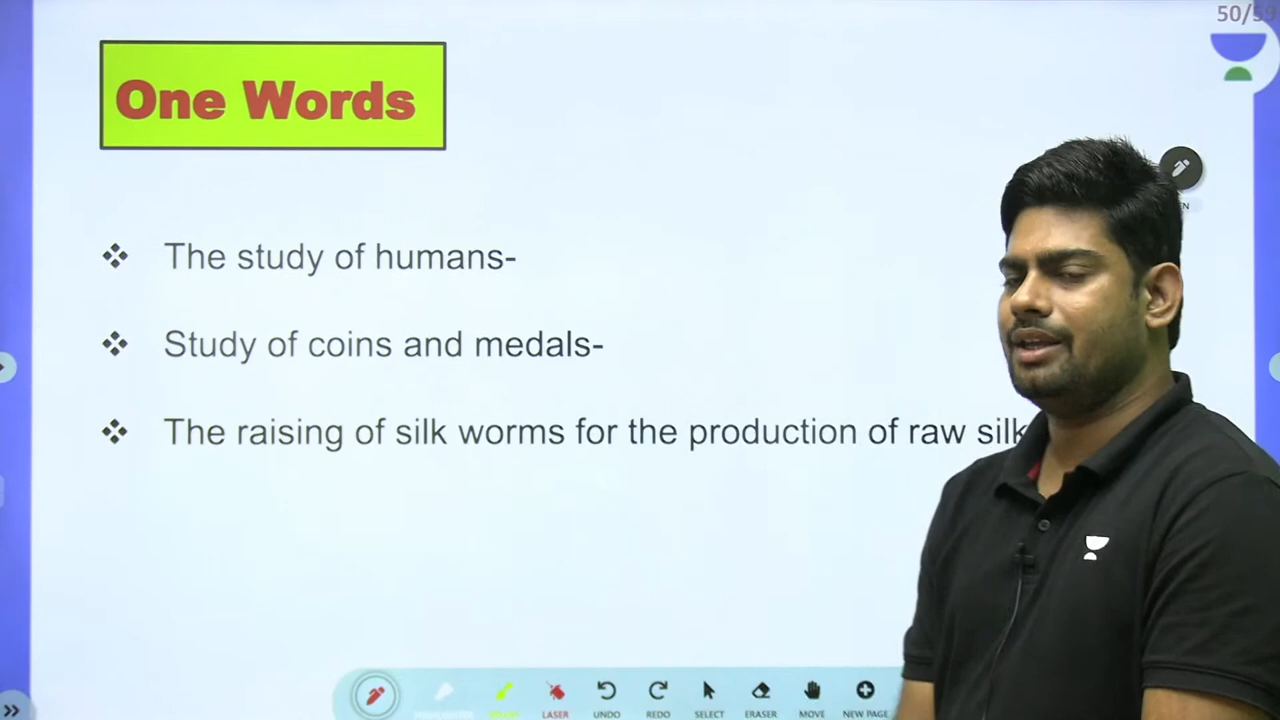 50/59
One Words
The study of humans-
Study of coins and medals-
The raising of silk worms for the production of raw silk
LASER
UNDO
REDO
SELECT
ERASER
MOVE
NEW PAGE